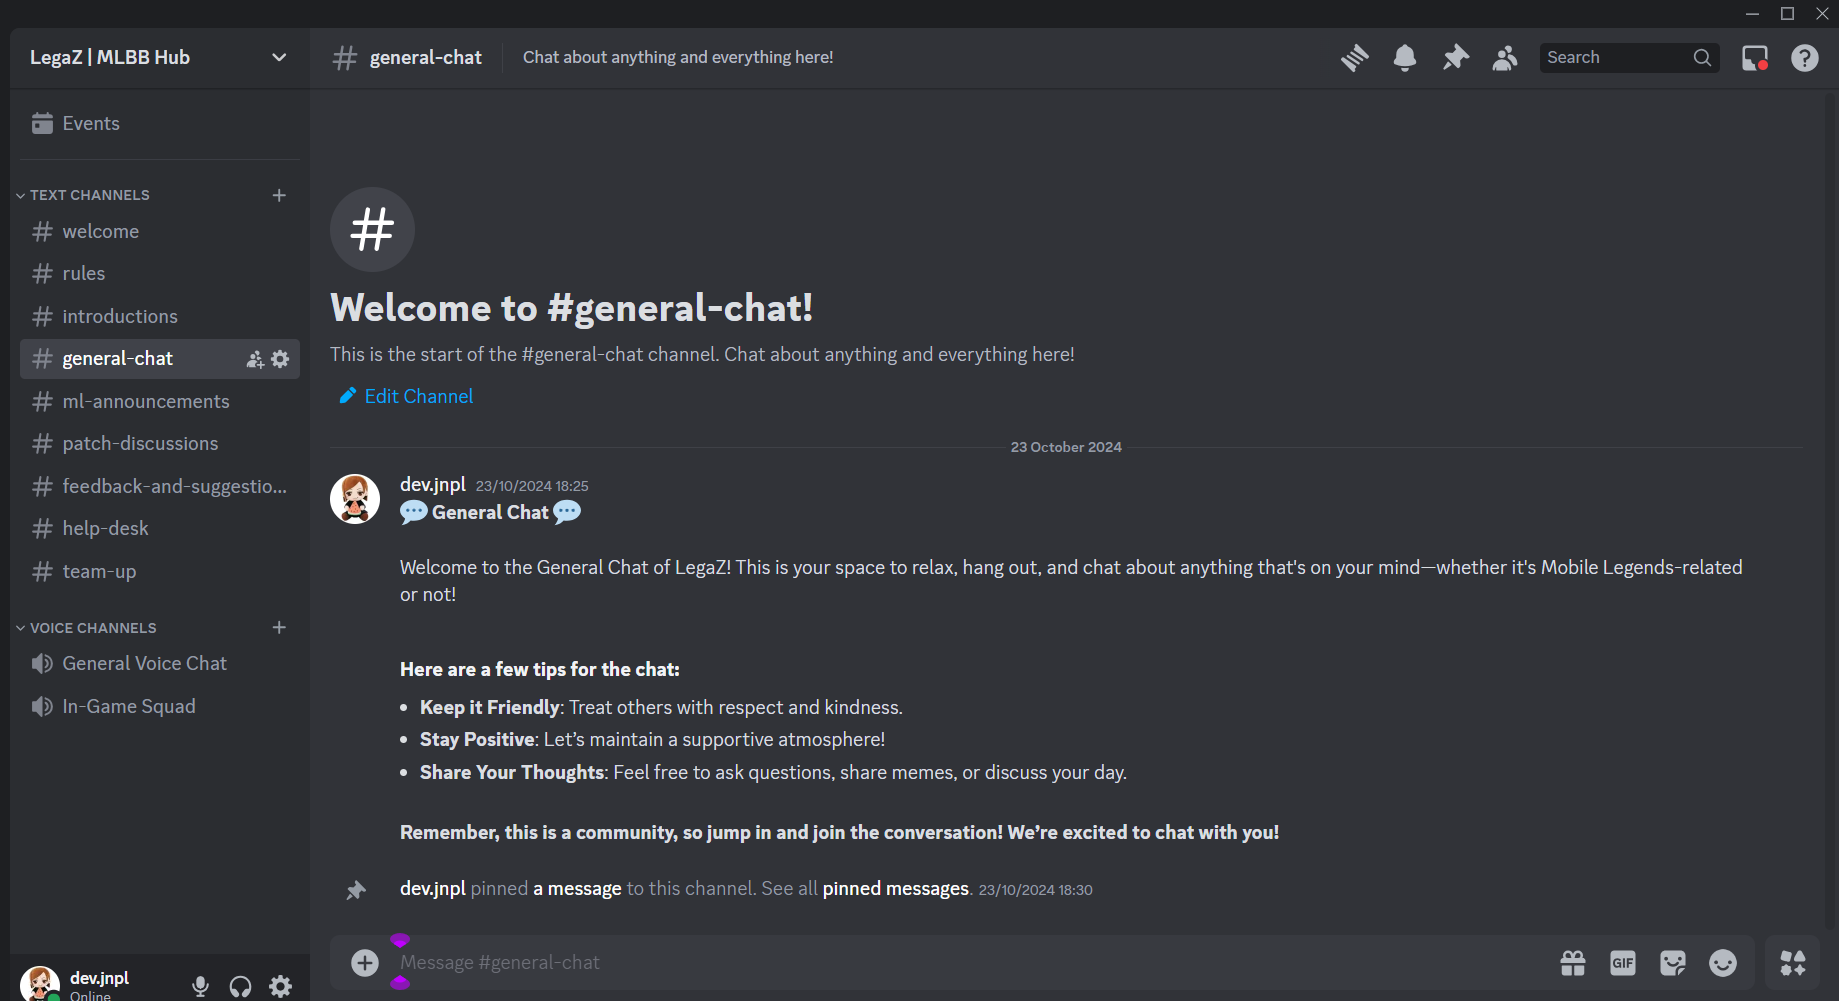 LegaZ | MLBB Hub
general-chat
Chat about anything and everything here!
Search
Events
TEXT CHANNELS
welcome
rules
introductions
general-chat
ml-announcements
patch-discussions
feedback-and-suggestio...
help-desk
team-up
VOICE CHANNELS
General Voice Chat
In-Game Squad
dev.jnpl
Online
Welcome to #general-chat!
This is the start of the #general-chat channel. Chat about anything and everything here!
Edit Channel
23 October 2024
dev.jnpl 23/10/2024 18:25
💬 General Chat 💬
Welcome to the General Chat of LegaZ! This is your space to relax, hang out, and chat about anything that's on your mind—whether it's Mobile Legends-related
or not!
Here are a few tips for the chat:
• Keep it Friendly: Treat others with respect and kindness.
• Stay Positive: Let’s maintain a supportive atmosphere!
• Share Your Thoughts: Feel free to ask questions, share memes, or discuss your day.
Remember, this is a community, so jump in and join the conversation! We’re excited to chat with you!
dev.jnpl pinned a message to this channel. See all pinned messages. 23/10/2024 18:30
Message #general-chat
GIF